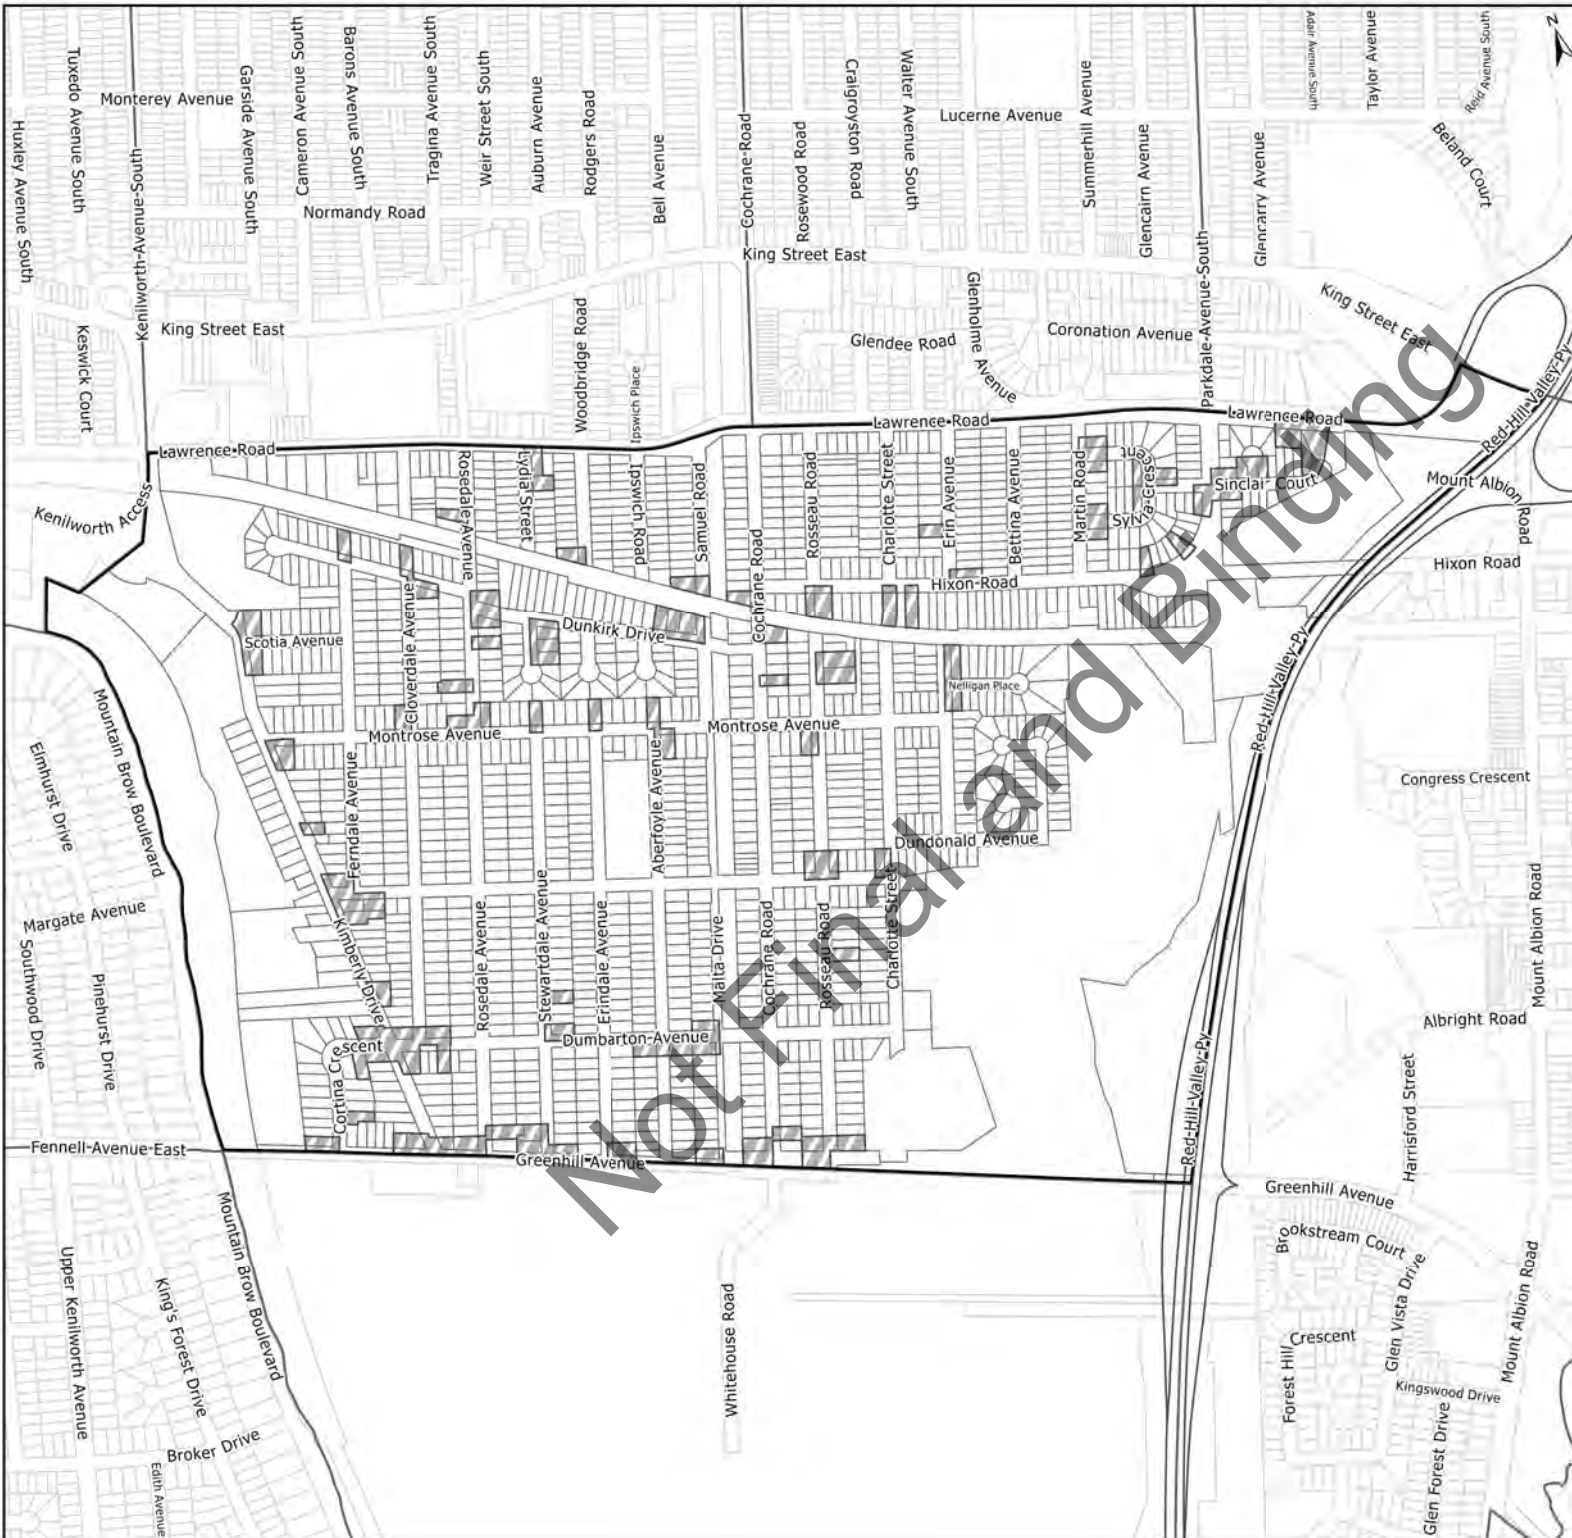 Tuxedo Avenue South
Monterey Avenue
Garside Avenue South
Cameron Avenue South
Barons Avenue South
Tragina Avenue South
Weir Street South
Auburn Avenue
Rodgers Road
Bell Avenue
Cochrane-Road
Rosewood Road
Craigroyston Road
Walter Avenue South
Lucerne Avenue
Summerhill Avenue
Glencairn Avenue
Parkdale-Avenue-South
Glencarry Avenue
Adair Avenue South
Taylor Avenue
Reid Avenue South
Beland Court
Z
Huxley Avenue South
Kenilworth-Avenue-South
Normandy Road
King Street East
King Street East
King Street East
Keswick Court
Woodbridge Road
Ipswich Place
Glendee Road
Glenholme Avenue
Coronation Avenue
Lawrence-Road
Lawrence-Road
Lawrence-Road
Red-Hill-Valley-Py
Kenilworth Access
Rosedale-Avenue
Lydia Street
Ipswich Road
Samuel Road
Cochrane Road
Rosseau Road
Charlotte Street
Erin Avenue
Bettina Avenue
Martin Road
Sylvia-Crescent
Sinclair Court
Mount Albion Road
Hixon-Road
Hixon Road
Scotia Avenue
Cloverdale Avenue
Dunkirk Drive
Nelligan Place
Montrose Avenue
Montrose Avenue
Red-Hill-Valley-Py
Mountain Brow Boulevard
Elmhurst Drive
Ferndale Avenue
Aberfoyle Avenue
Dundonald Avenue
Congress Crescent
Margate Avenue
Southwood Drive
Pinehurst Drive
Kimberly-Drive
Rosedale Avenue
Stewartdale Avenue
Erindale Avenue
Malta-Drive
Cochrane Road
Rosseau Road
Charlotte Street
Mount Albion Road
Albright Road
Cortina Crescent
Dumbarton-Avenue
Red-Hill-Valley-Py
Harrisford Street
Fennell-Avenue-East
Greenhill-Avenue
Greenhill Avenue
Brookstream Court
Mountain Brow Boulevard
Upper Kenilworth Avenue
King's Forest Drive
Whitehouse Road
Glen Vista Drive
Mount Albion Road
Forest Hill
Crescent
Kingswood Drive
Glen Forest Drive
Broker Drive
Edith Avenue
Not Final and Binding